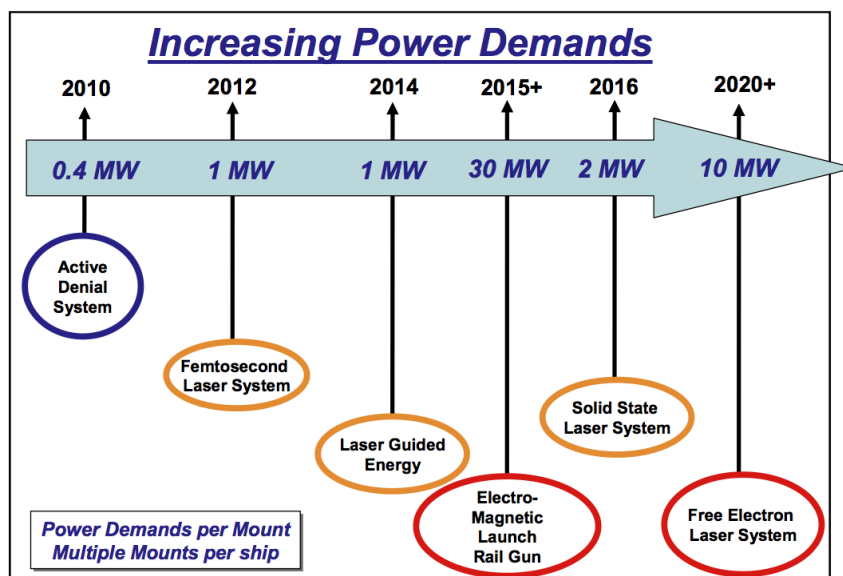 Increasing Power Demands
2010
2012
2014
2015+
2016
2020+
0.4 MW
1 MW
1 MW
30 MW
2 MW
10 MW
Active
Denial
System
Femtosecond
Laser System
Laser Guided
Energy
Electro-
Magnetic
Launch
Rail Gun
Solid State
Laser System
Free Electron
Laser System
Power Demands per Mount
Multiple Mounts per ship